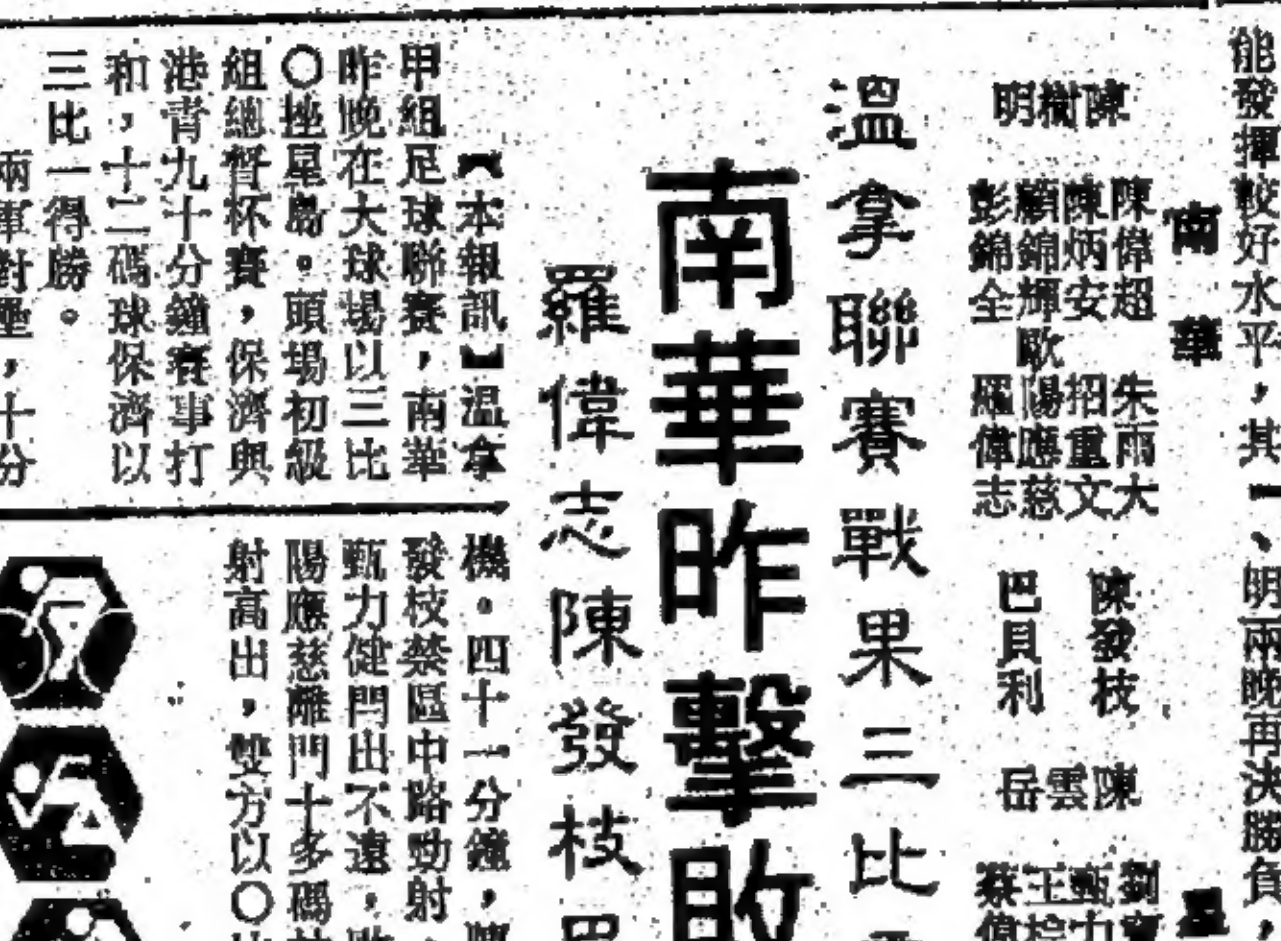 能發揮較好水平，其一、明兩晚再決勝負，
南華
陳樹明
陳偉超 朱雨大
陳炳安 招重文
顧錦輝歐陽應慈
彭錦全 羅偉志
陳發枝
巴貝利
陳雲岳
溫拿聯賽戰果三比
南華昨擊敗
羅偉志陳發枝
【本報訊】溫拿
甲組足球聯賽，南華
昨晚在大球場以三比
〇挫星島。頭場初級
組總督杯賽，保濟與
港青九十分鐘賽事打
和，十二碼球保濟以
三比一得勝。
兩軍對壘，十分
機。四十一分鐘，
發枝禁區中路勁射，
甄力健門出不遠，
陽應慈離門十多碼
射高出，雙方以〇